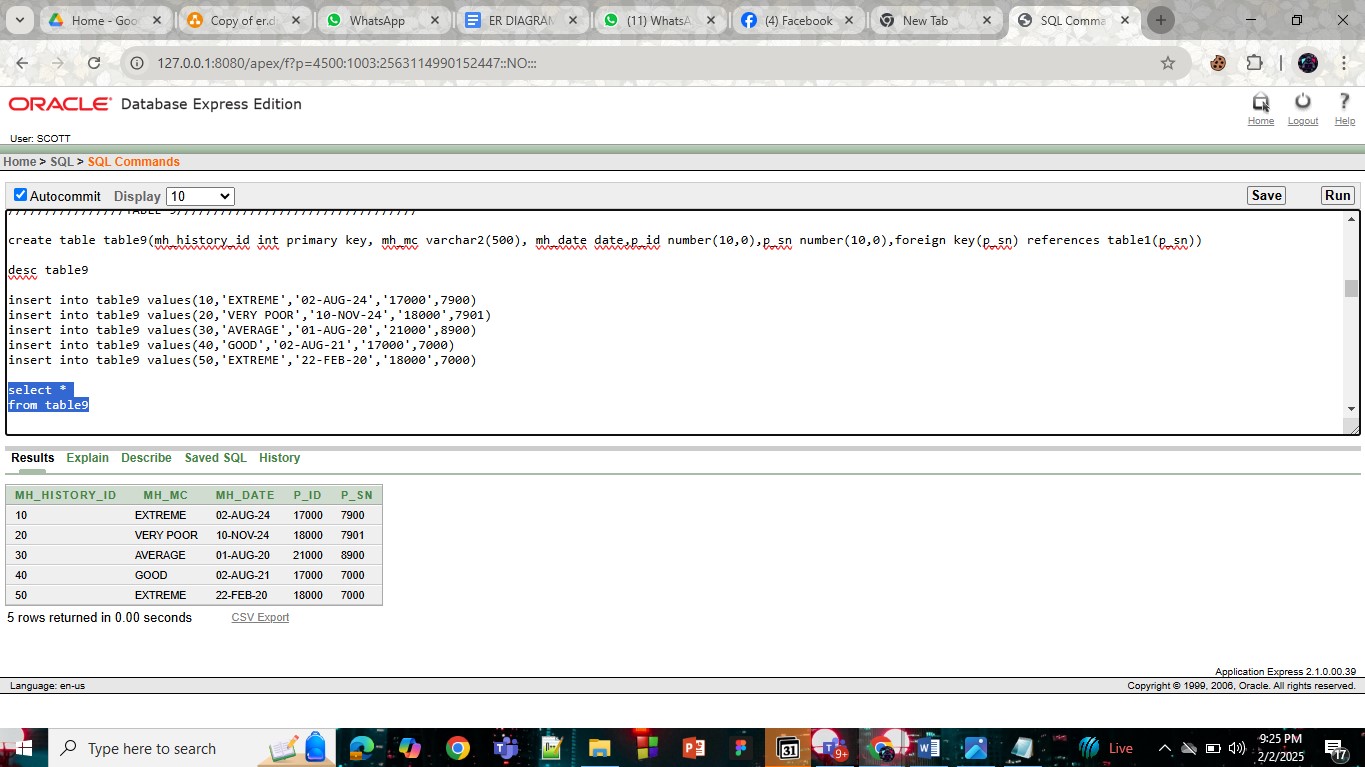 Home - Goo
Copy of er.d
WhatsApp
ER DIAGRAM
(11) WhatsA
(4) Facebook
New Tab
SQL Comma
127.0.0.1:8080/apex/f?p=4500:1003:2563114990152447::NO:::
ORACLE Database Express Edition
Home Logout Help
User: SCOTT
Home > SQL > SQL Commands
Autocommit Display 10 Save Run
create table table9(mh_history_id int primary key, mh_mc varchar2(500), mh_date date,p_id number(10,0),p_sn number(10,0),foreign key(p_sn) references table1(p_sn))
desc table9
insert into table9 values(10,'EXTREME','02-AUG-24','17000',7900)
insert into table9 values(20,'VERY POOR','10-NOV-24','18000',7901)
insert into table9 values(30,'AVERAGE','01-AUG-20','21000',8900)
insert into table9 values(40,'GOOD','02-AUG-21','17000',7000)
insert into table9 values(50,'EXTREME','22-FEB-20','18000',7000)
select *
from table9
Results Explain Describe Saved SQL History
MH_HISTORY_ID MH_MC MH_DATE P_ID P_SN
10 EXTREME 02-AUG-24 17000 7900
20 VERY POOR 10-NOV-24 18000 7901
30 AVERAGE 01-AUG-20 21000 8900
40 GOOD 02-AUG-21 17000 7000
50 EXTREME 22-FEB-20 18000 7000
5 rows returned in 0.00 seconds CSV Export
Application Express 2.1.0.00.39
Language: en-us Copyright © 1999, 2006, Oracle. All rights reserved.
Type here to search
31
9+
Live
9:25 PM
2/2/2025
17